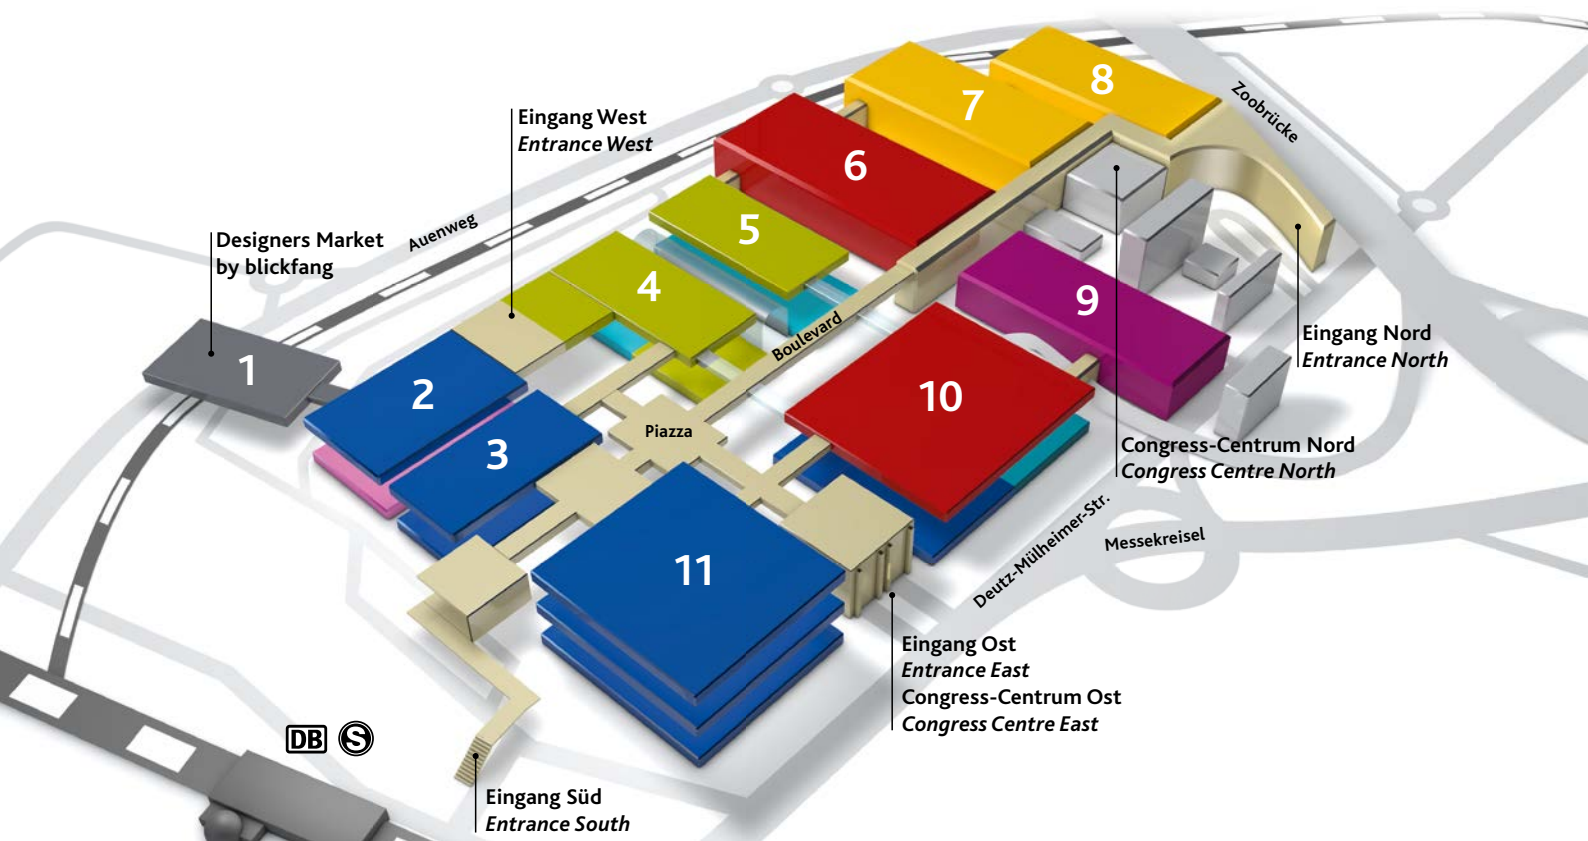 8
7
Zoobrücke
Eingang West
Entrance West
6
5
Designers Market
by blickfang
Auenweg
4
9
Boulevard
Eingang Nord
Entrance North
1
2
10
Piazza
3
Congress-Centrum Nord
Congress Centre North
Deutz-Mülheimer-Str.
Messekreisel
11
Eingang Ost
Entrance East
Congress-Centrum Ost
Congress Centre East
DB S
Eingang Süd
Entrance South